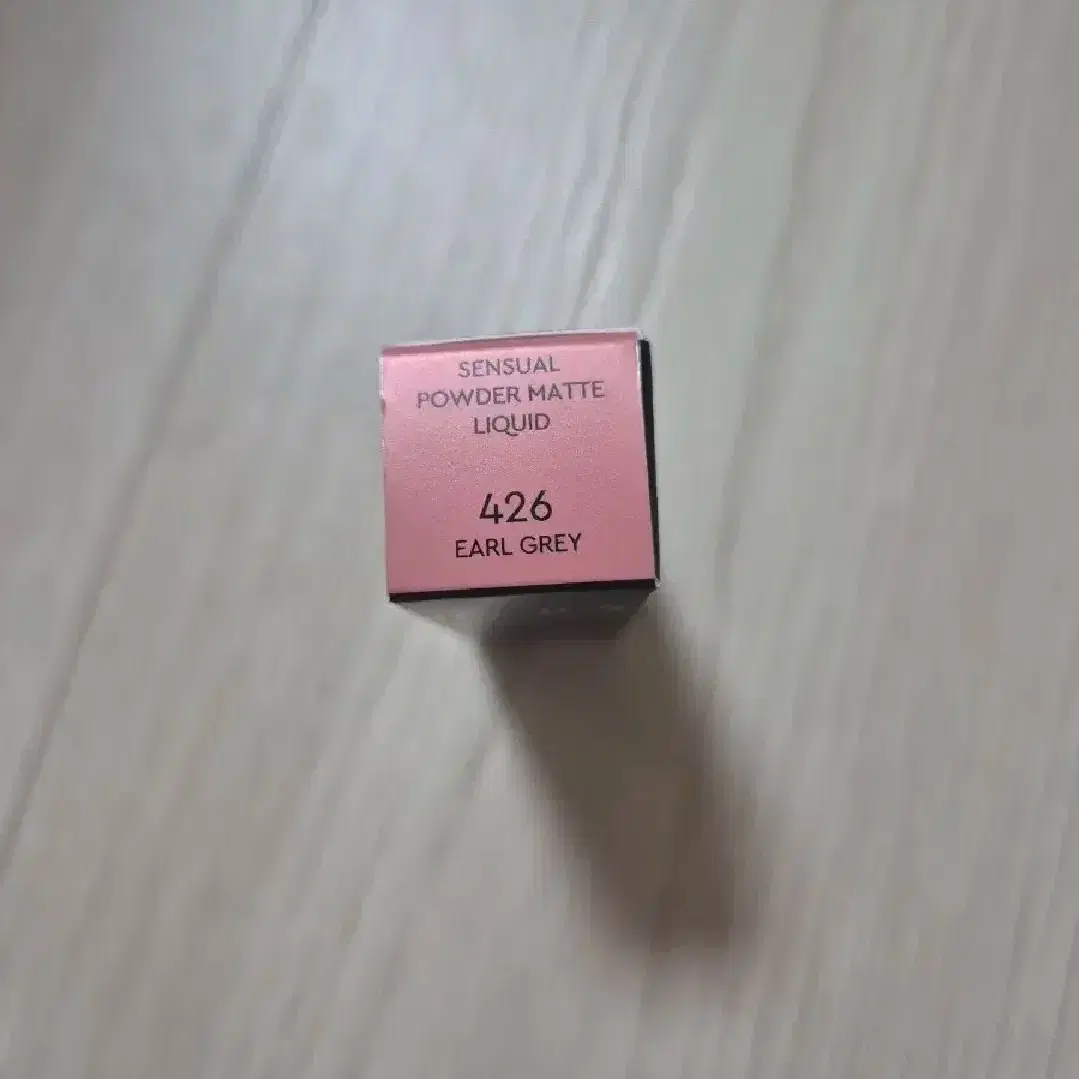 SENSUAL
POWDER MATTE
LIQUID
426
EARL GREY